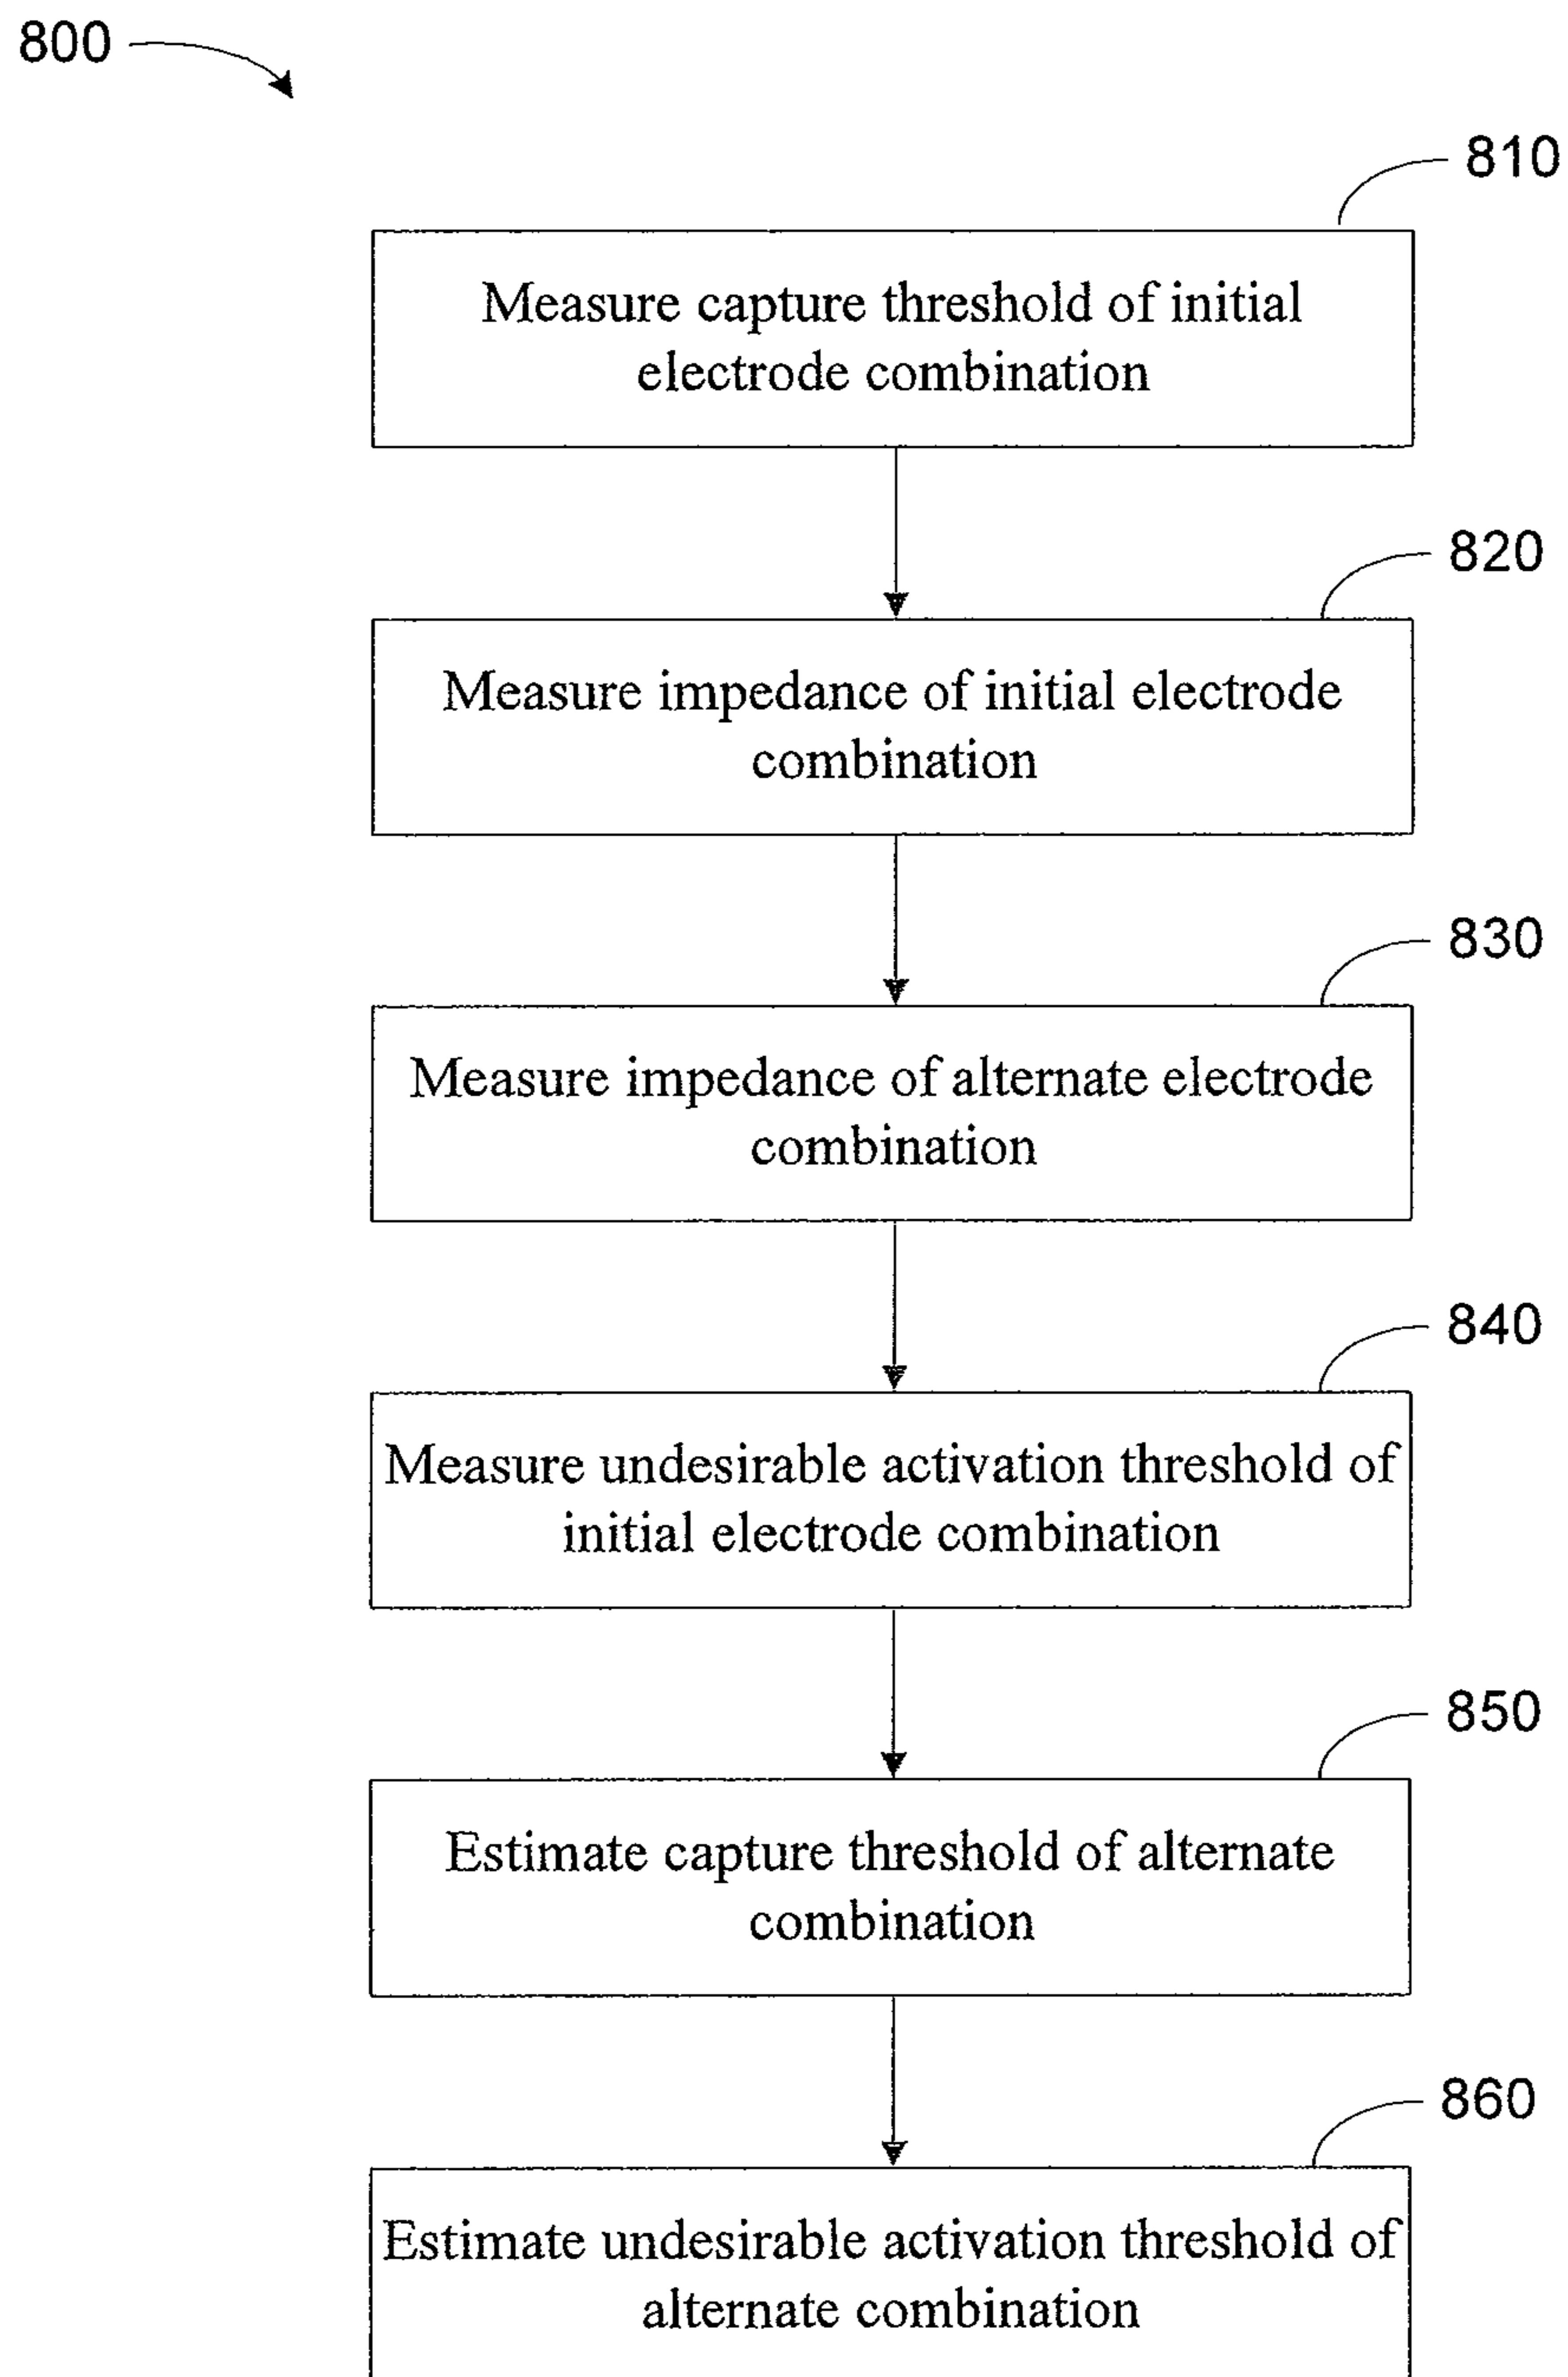 800
810
Measure capture threshold of initial
electrode combination
820
Measure impedance of initial electrode
combination
830
Measure impedance of alternate electrode
combination
840
Measure undesirable activation threshold of
initial electrode combination
850
Estimate capture threshold of alternate
combination
860
Estimate undesirable activation threshold of
alternate combination